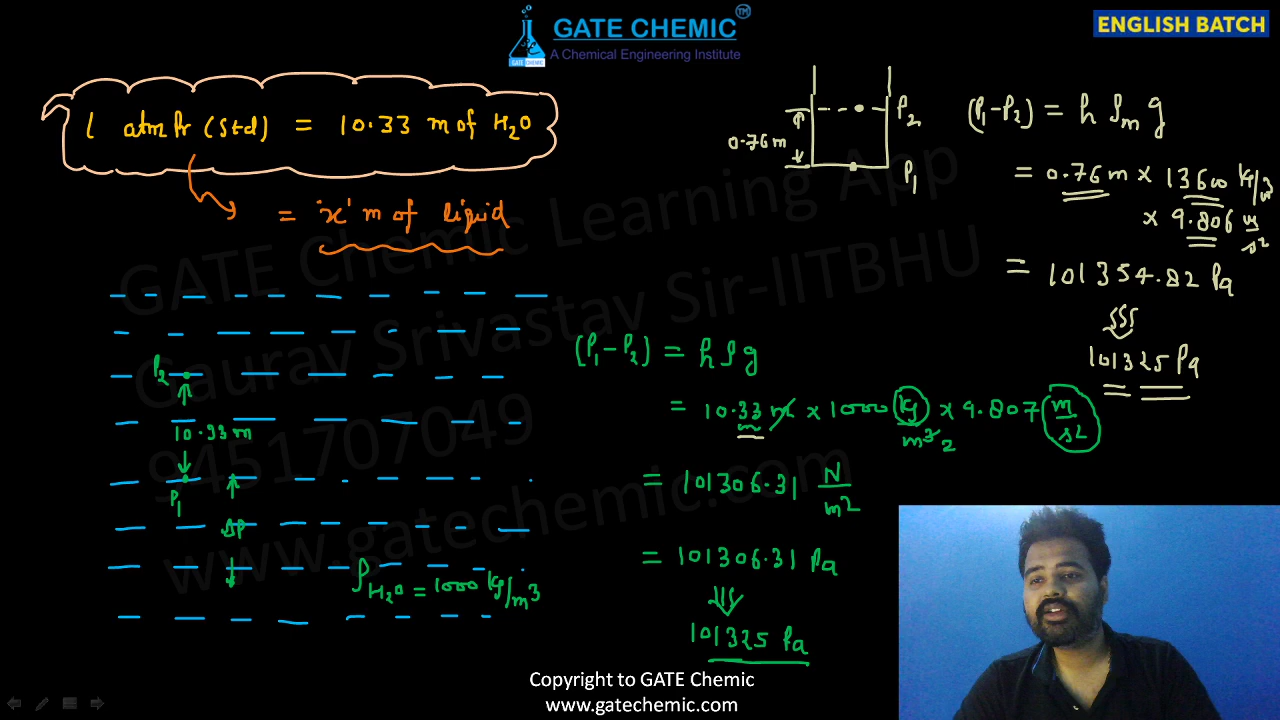 GATE CHEMIC™
A Chemical Engineering Institute
ENGLISH BATCH
1 atm Pr (Std) = 10.33 m of H₂O
= 'x' m of liquid
P₂
0.76 m
P₁
(P₁-P₂) = h ρₘ g
= 0.76 m × 13600 kg/m³
× 9.806 m/s²
= 101354.82 Pa
101325 Pa
P₂
10.33 m
P₁
ΔP
ρH₂O = 1000 kg/m³
(P₁-P₂) = h ρ g
= 10.33 m × 1000 kg/m³ 2 × 9.807 m/s²
m
= 101306.31 N/m²
= 101306.31 Pa
101325 Pa
GATE Chemic Learning App
Gaurav Srivastav Sir-IITBHU
9451707049
www.gatechemic.com
Copyright to GATE Chemic
www.gatechemic.com